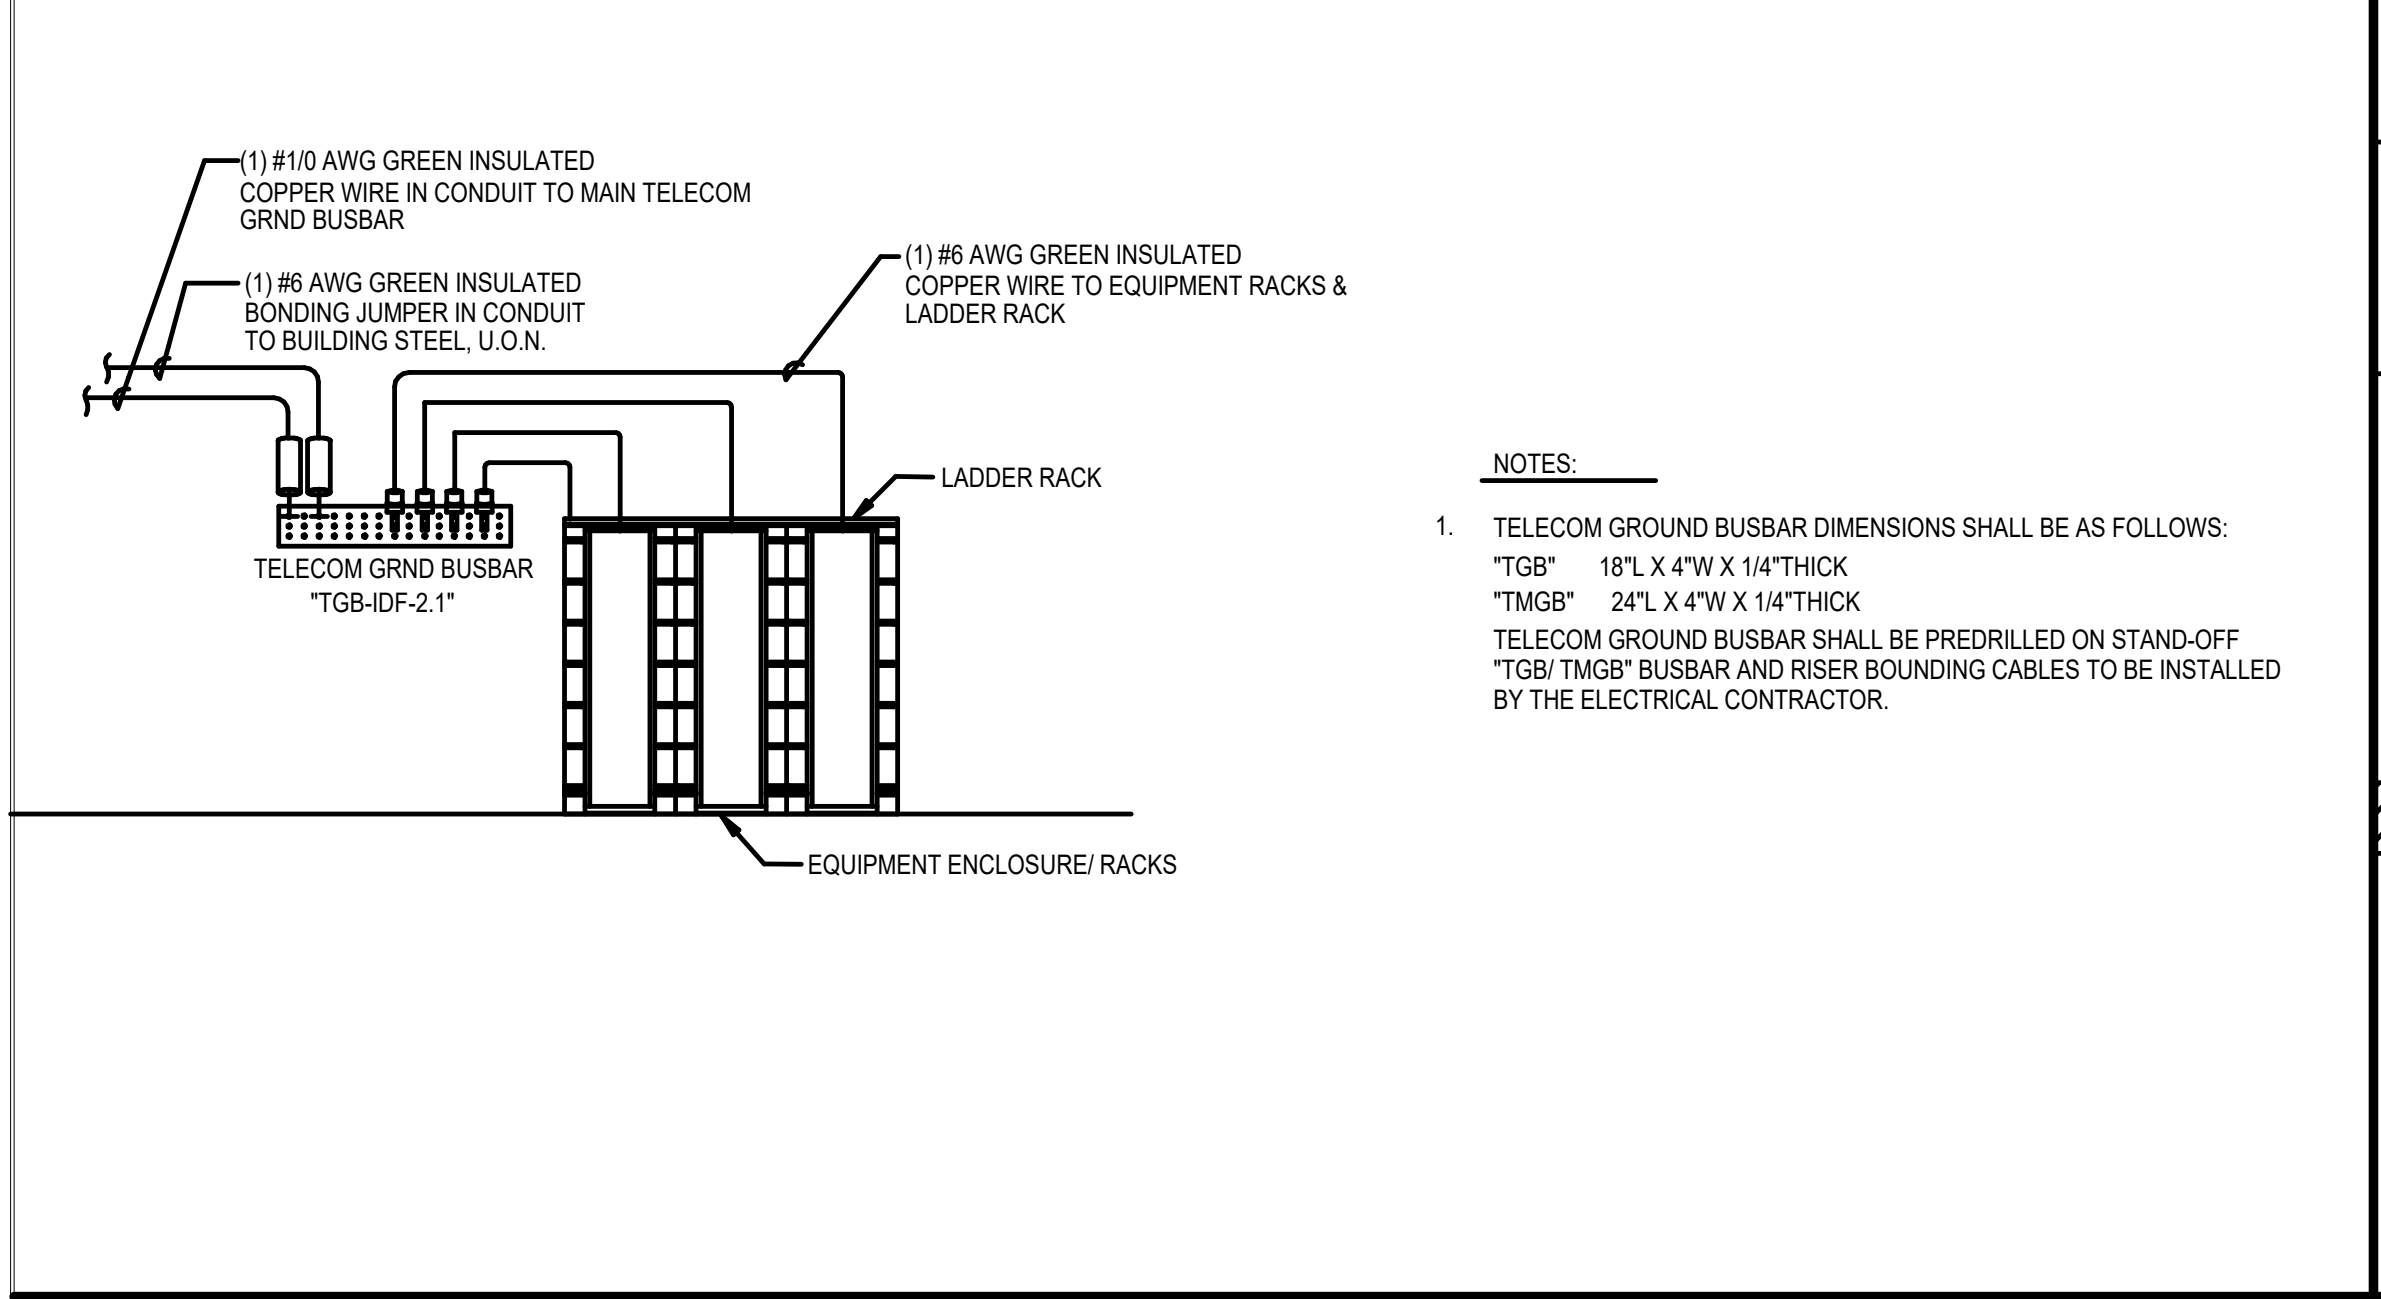 (1) #1/0 AWG GREEN INSULATED
COPPER WIRE IN CONDUIT TO MAIN TELECOM
GRND BUSBAR
(1) #6 AWG GREEN INSULATED
BONDING JUMPER IN CONDUIT
TO BUILDING STEEL, U.O.N.
(1) #6 AWG GREEN INSULATED
COPPER WIRE TO EQUIPMENT RACKS &
LADDER RACK
LADDER RACK
TELECOM GRND BUSBAR
"TGB-IDF-2.1"
EQUIPMENT ENCLOSURE/ RACKS
NOTES:
1. TELECOM GROUND BUSBAR DIMENSIONS SHALL BE AS FOLLOWS:
"TGB" 18"L X 4"W X 1/4"THICK
"TMGB" 24"L X 4"W X 1/4"THICK
TELECOM GROUND BUSBAR SHALL BE PREDRILLED ON STAND-OFF
"TGB/ TMGB" BUSBAR AND RISER BOUNDING CABLES TO BE INSTALLED
BY THE ELECTRICAL CONTRACTOR.